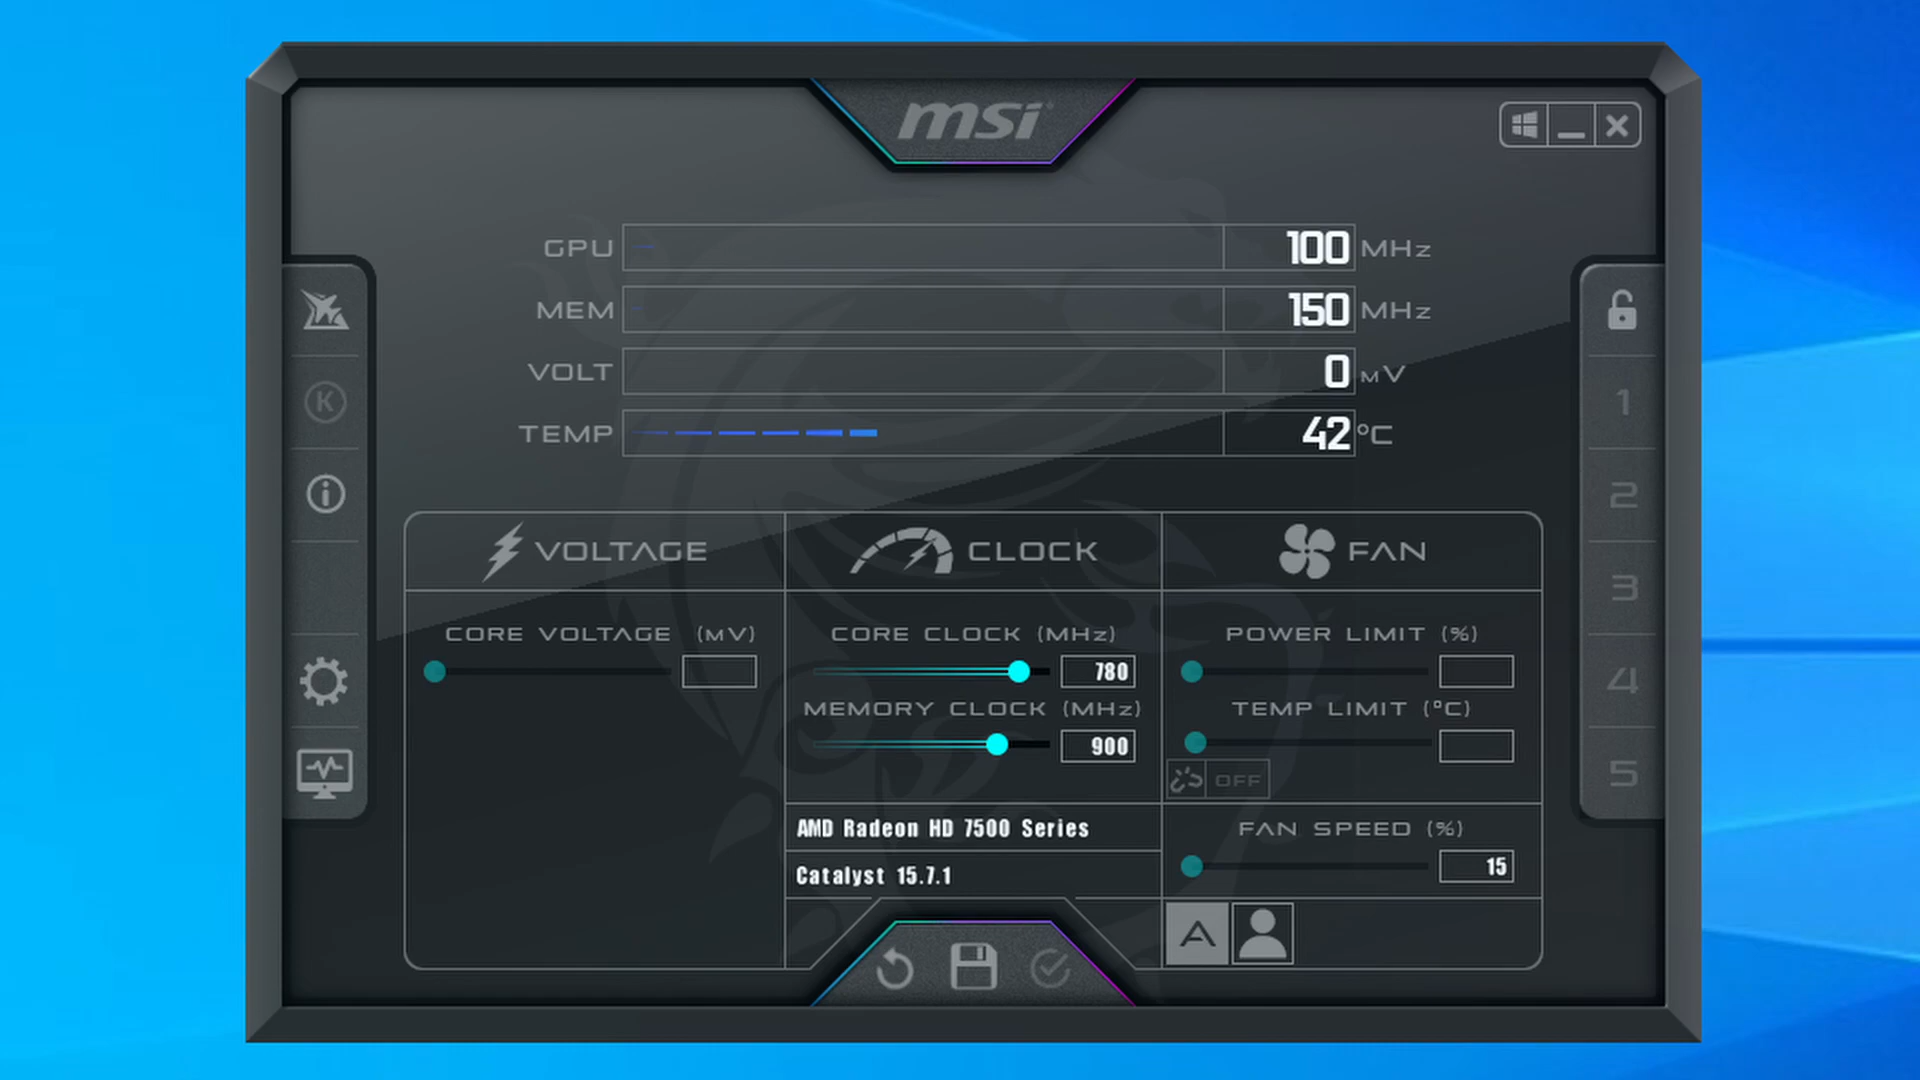 msi
GPU 100 MHz
MEM 150 MHz
VOLT 0 mV
TEMP 42 °C
K
i
1
2
3
4
5
VOLTAGE
CLOCK
FAN
CORE VOLTAGE (MV)
CORE CLOCK (MHz)
780
MEMORY CLOCK (MHz)
900
POWER LIMIT (%)
TEMP LIMIT (°C)
OFF
AMD Radeon HD 7500 Series
Catalyst 15.7.1
FAN SPEED (%)
15
A